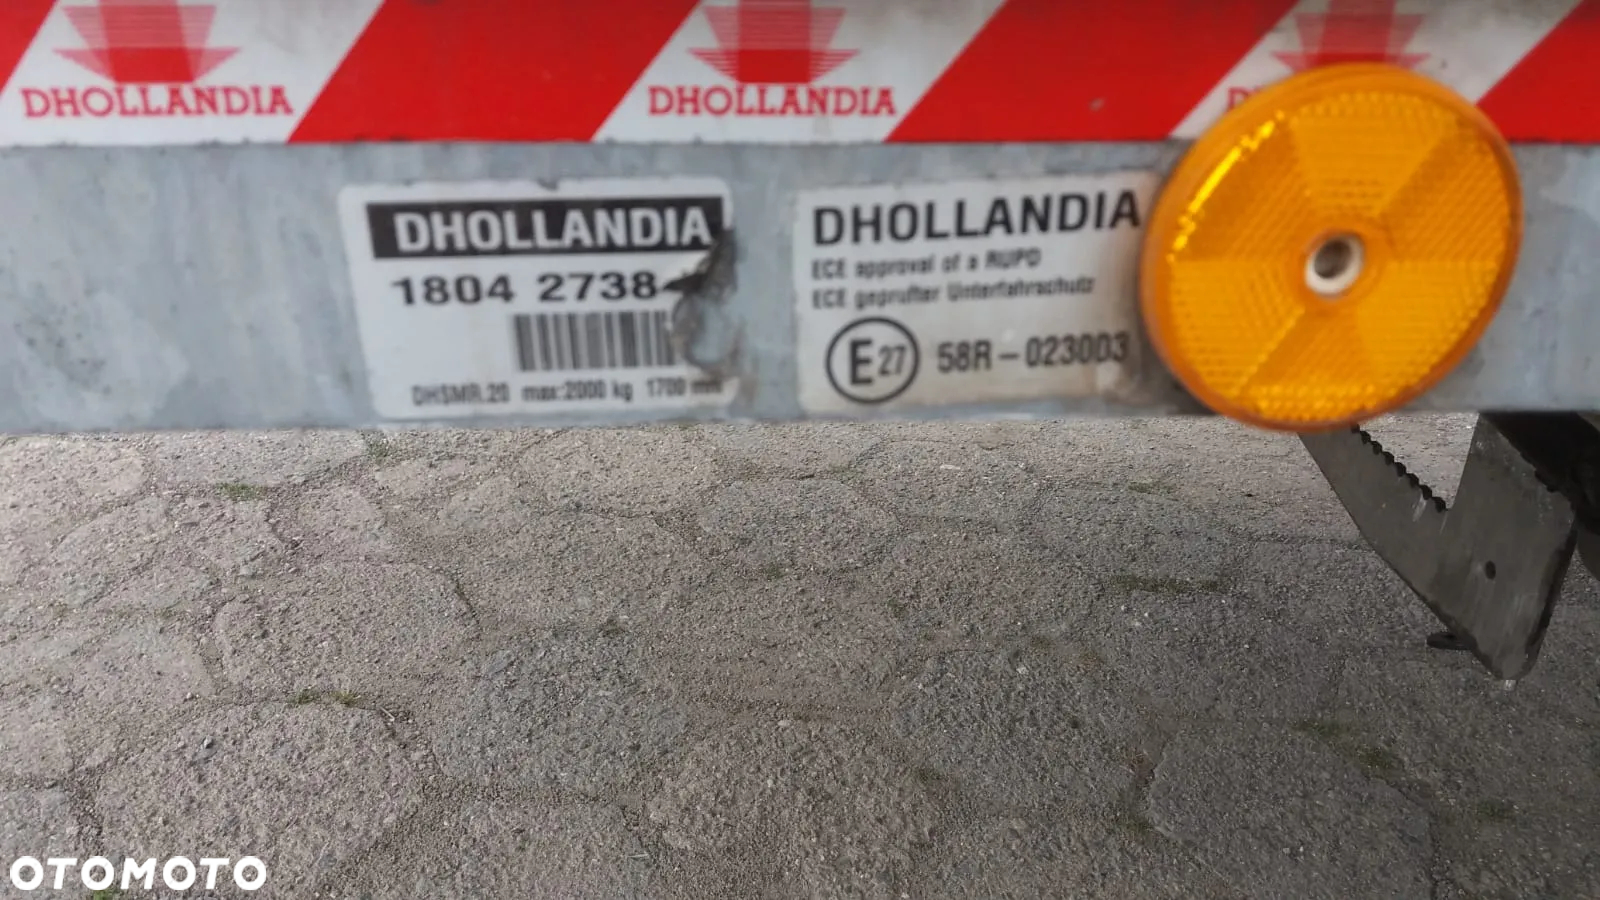 DHOLLANDIA
DHOLLANDIA
DHOLLANDIA
1804 2738
DHSMR.20 max:2000 kg 1700 mm
DHOLLANDIA
ECE approval of a RUPD
ECE geprüfter Unterfahrschutz
E27 58R-023003
OTOMOTO